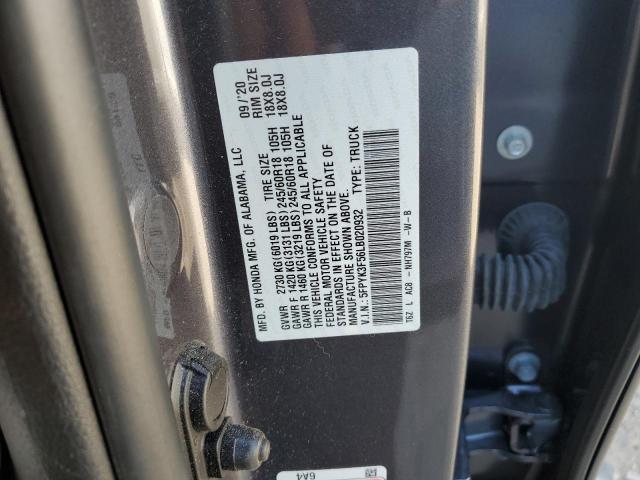 MFD. BY HONDA MFG. OF ALABAMA, LLC 09/'20
GVWR 2730 KG(6019 LBS) TIRE SIZE RIM SIZE
GAWR F 1420 KG(3131 LBS) 245/60R18 105H 18X8.0J
GAWR R 1460 KG(3219 LBS) 245/60R18 105H 18X8.0J
THIS VEHICLE CONFORMS TO ALL APPLICABLE
FEDERAL MOTOR VEHICLE SAFETY
STANDARDS IN EFFECT ON THE DATE OF
MANUFACTURE SHOWN ABOVE.
V.I.N.: 5FPYK3F56LB020932 TYPE: TRUCK
T6Z L AC8 - NH797M -W-B
6A4